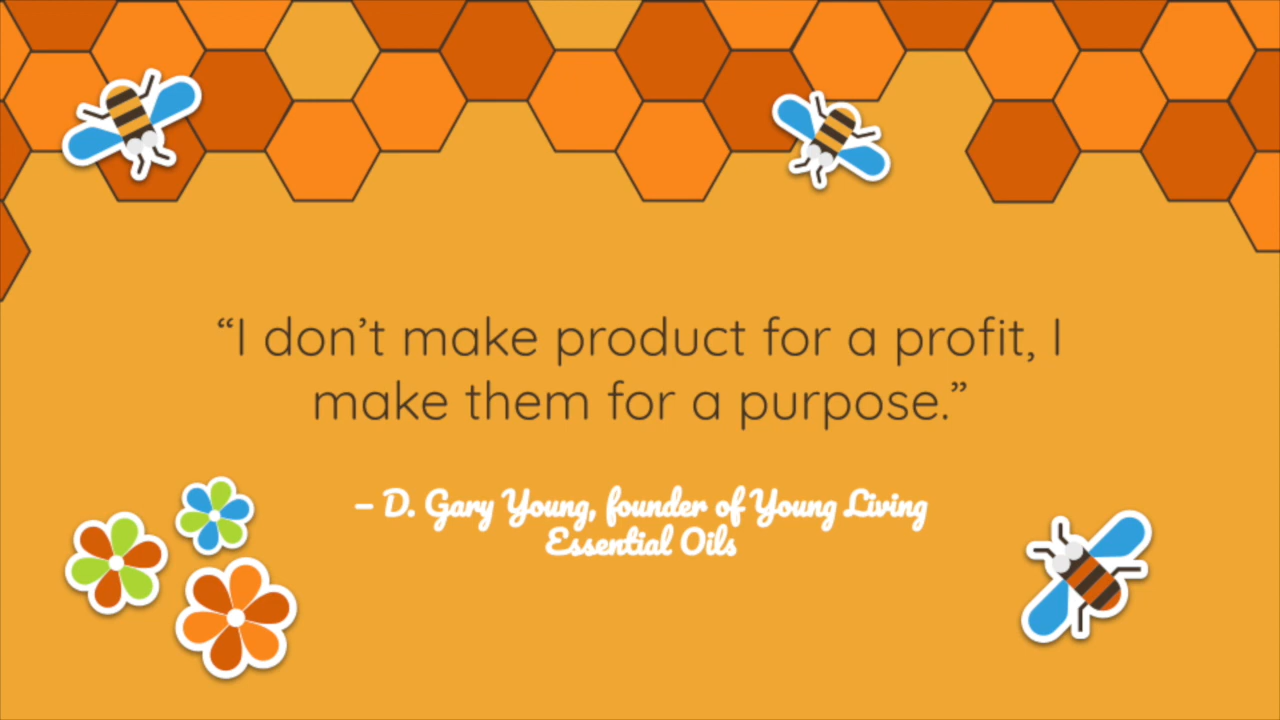 “I don’t make product for a profit, I
make them for a purpose.”
– D. Gary Young, founder of Young Living
Essential Oils